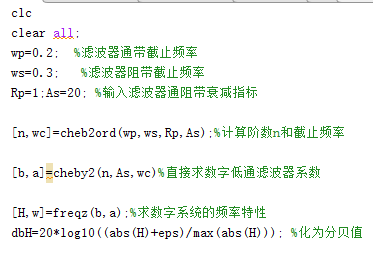 clc
clear all;
wp=0.2; %滤波器通带截止频率
ws=0.3; %滤波器阻带截止频率
Rp=1;As=20; %输入滤波器通阻带衰减指标
[n,wc]=cheb2ord(wp,ws,Rp,As);%计算阶数n和截止频率
[b,a]=cheby2(n,As,wc)%直接求数字低通滤波器系数
[H,w]=freqz(b,a);%求数字系统的频率特性
dbH=20*log10((abs(H)+eps)/max(abs(H))); %化为分贝值